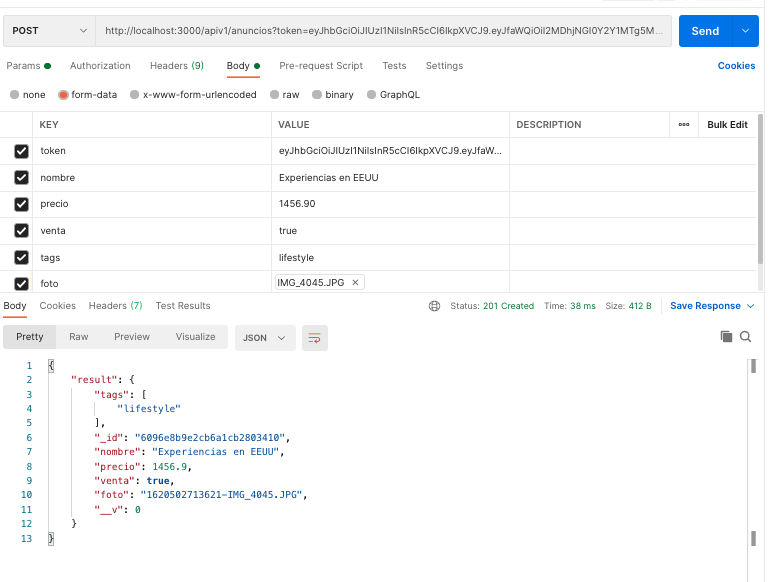 POST http://localhost:3000/apiv1/anuncios?token=eyJhbGciOiJIUzI1NiIsInR5cCI6IkpXVCJ9.eyJfaWQiOiI2MDhjNGI0Y2Y1MTg5M... Send
Params Authorization Headers (9) Body Pre-request Script Tests Settings Cookies
none form-data x-www-form-urlencoded raw binary GraphQL
KEY VALUE DESCRIPTION ooo Bulk Edit
token eyJhbGciOiJIUzI1NiIsInR5cCI6IkpXVCJ9.eyJfaW...
nombre Experiencias en EEUU
precio 1456.90
venta true
tags lifestyle
foto IMG_4045.JPG ×
Body Cookies Headers (7) Test Results Status: 201 Created Time: 38 ms Size: 412 B Save Response
Pretty Raw Preview Visualize JSON
1 {
2 "result": {
3 "tags": [
4 "lifestyle"
5 ],
6 "_id": "6096e8b9e2cb6a1cb2803410",
7 "nombre": "Experiencias en EEUU",
8 "precio": 1456.9,
9 "venta": true,
10 "foto": "1620502713621-IMG_4045.JPG",
11 "__v": 0
12 }
13 }